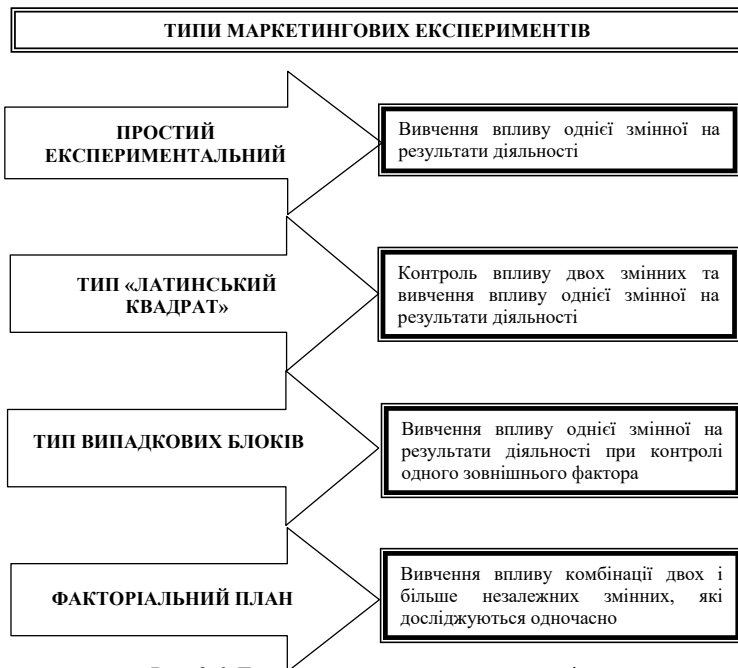 ТИПИ МАРКЕТИНГОВИХ ЕКСПЕРИМЕНТІВ
ПРОСТИЙ
ЕКСПЕРИМЕНТАЛЬНИЙ
Вивчення впливу однієї змінної на
результати діяльності
ТИП «ЛАТИНСЬКИЙ
КВАДРАТ»
Контроль впливу двох змінних та
вивчення впливу однієї змінної на
результати діяльності
ТИП ВИПАДКОВИХ БЛОКІВ
Вивчення впливу однієї змінної на
результати діяльності при контролі
одного зовнішнього фактора
ФАКТОРІАЛЬНИЙ ПЛАН
Вивчення впливу комбінації двох і
більше незалежних змінних, які
досліджуються одночасно